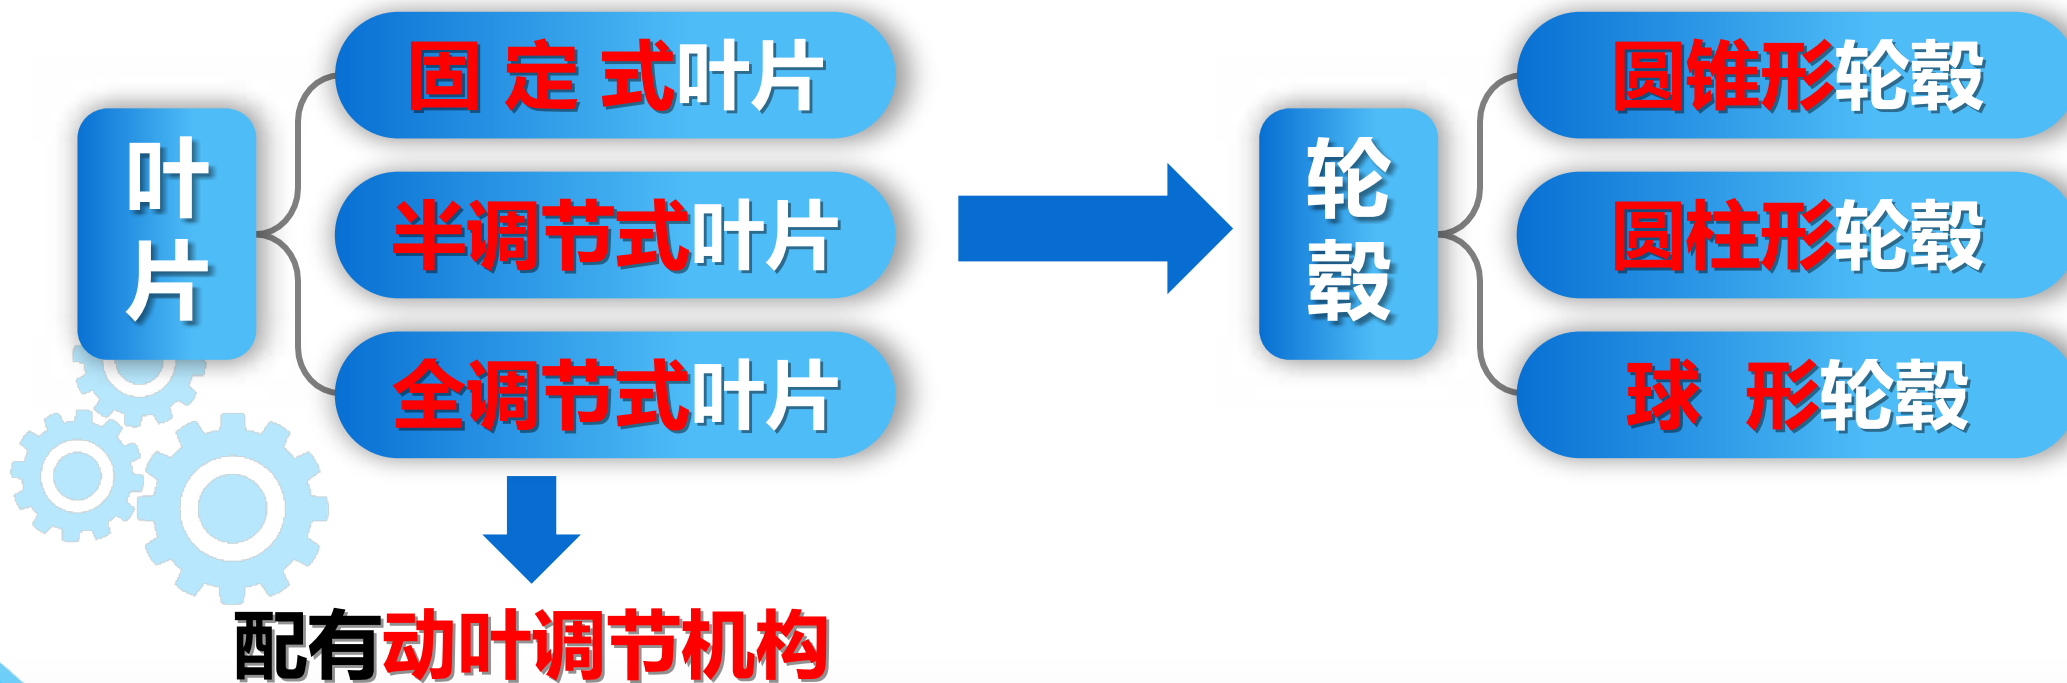 叶片
固 定 式叶片
半调节式叶片
全调节式叶片
配有动叶调节机构
轮毂
圆锥形轮毂
圆柱形轮毂
球 形轮毂